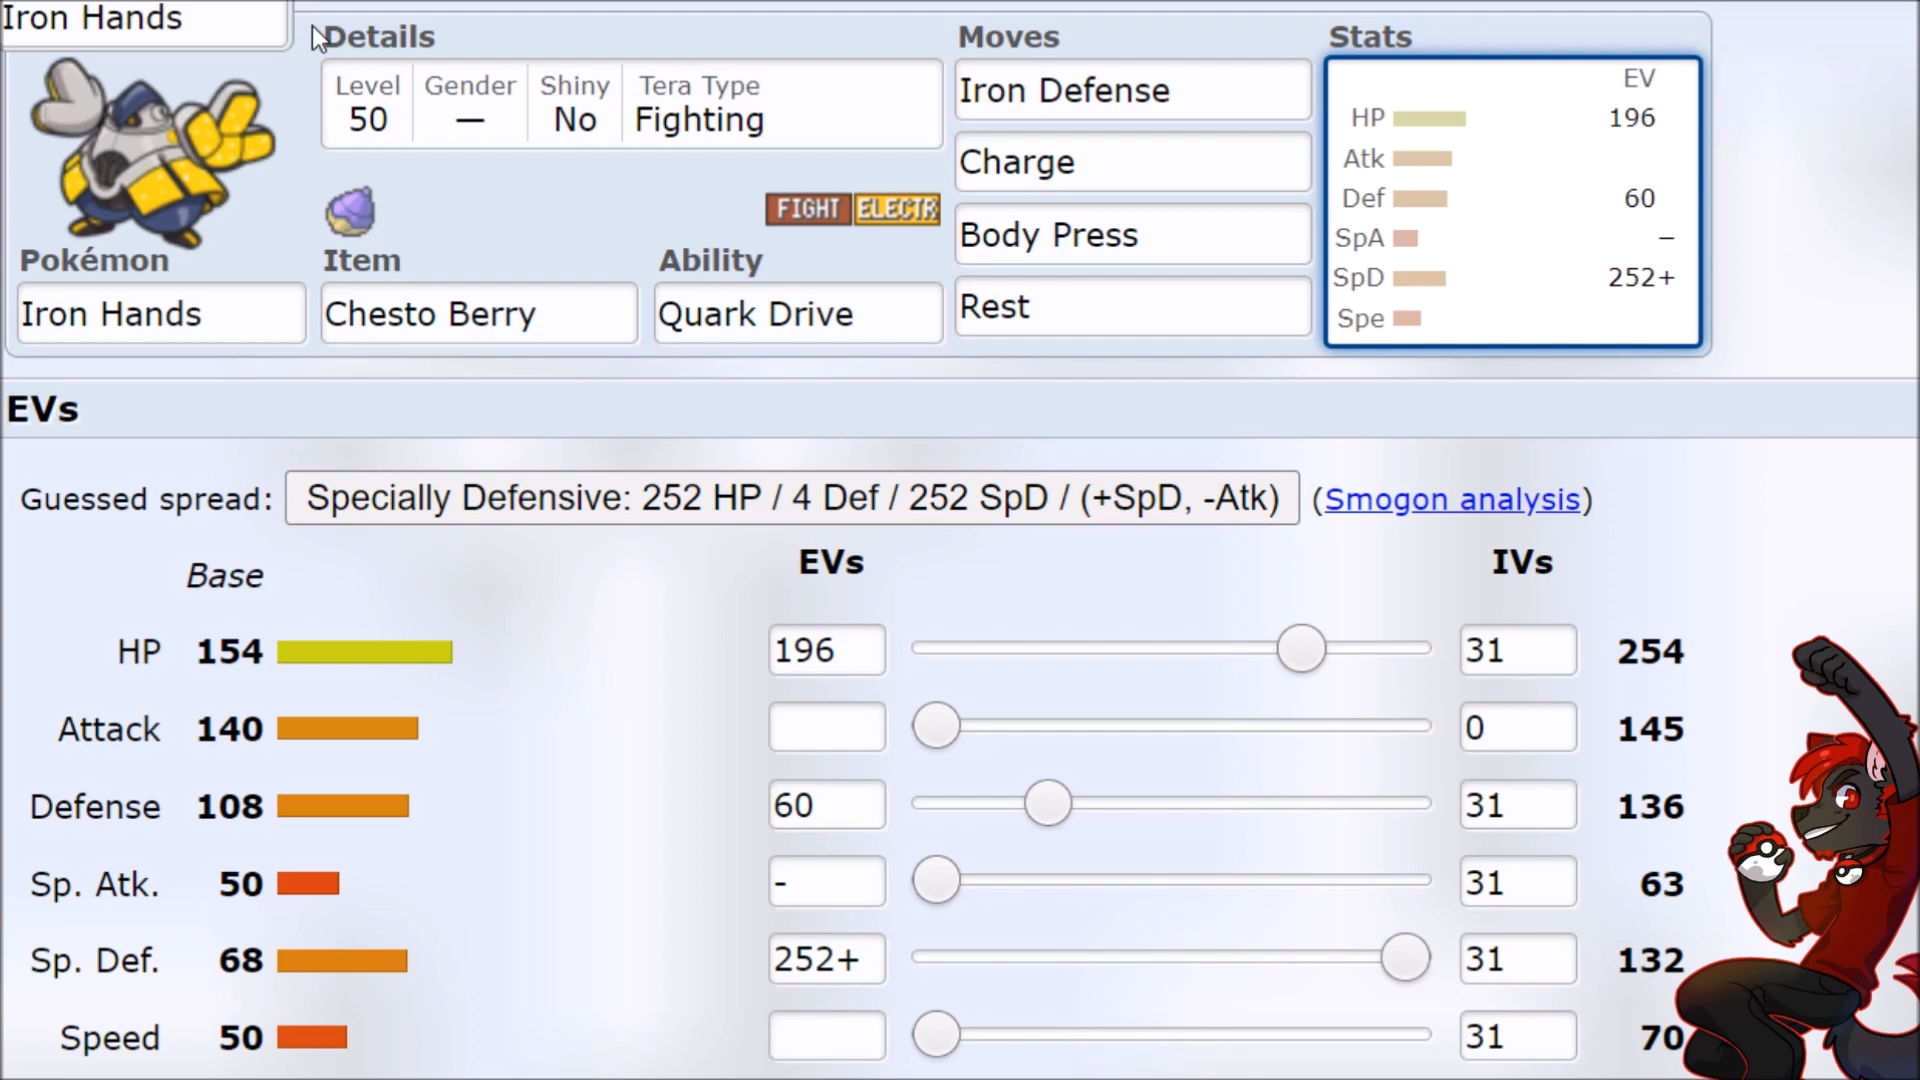 Iron Hands
Details
Moves
Stats
Level
Gender
Shiny
Tera Type
50
—
No
Fighting
Iron Defense
Charge
Body Press
Rest
EV
HP 196
Atk
Def 60
SpA –
SpD 252+
Spe
FIGHT ELECTR
Pokémon
Item
Ability
Iron Hands
Chesto Berry
Quark Drive
EVs
Guessed spread: Specially Defensive: 252 HP / 4 Def / 252 SpD / (+SpD, -Atk) (Smogon analysis)
Base EVs IVs
HP 154 196 31 254
Attack 140 0 145
Defense 108 60 31 136
Sp. Atk. 50 - 31 63
Sp. Def. 68 252+ 31 132
Speed 50 31 70